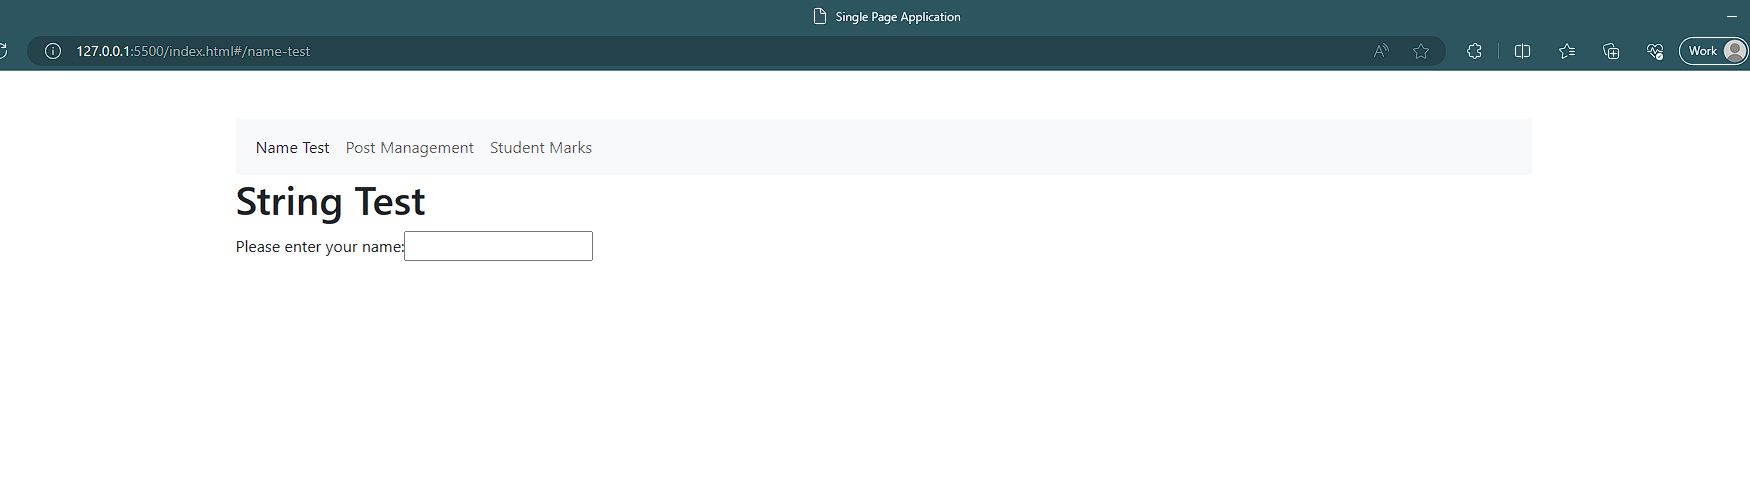 Single Page Application
127.0.0.1:5500/index.html#/name-test
Work
Name Test Post Management Student Marks
String Test
Please enter your name: